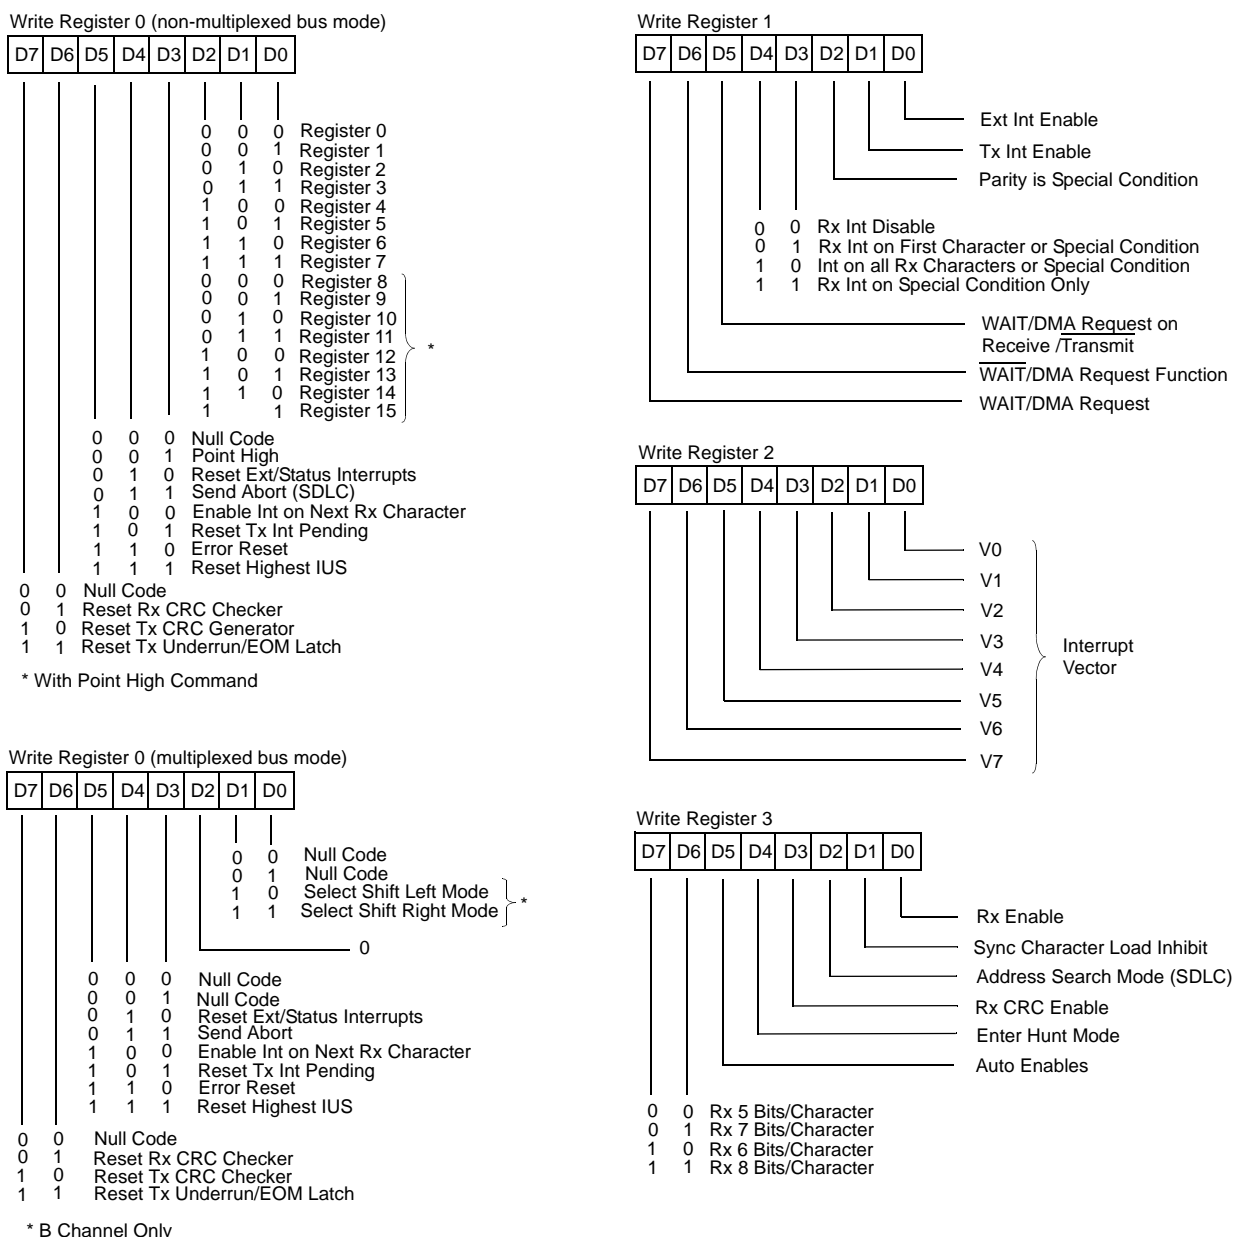 Write Register 0 (non-multiplexed bus mode)
D7 D6 D5 D4 D3 D2 D1 D0
0 0 0 Register 0
0 0 1 Register 1
0 1 0 Register 2
0 1 1 Register 3
1 0 0 Register 4
1 0 1 Register 5
1 1 0 Register 6
1 1 1 Register 7
0 0 0 Register 8
0 0 1 Register 9
0 1 0 Register 10
0 1 1 Register 11
*
1 0 0 Register 12
1 0 1 Register 13
1 1 0 Register 14
1 1 Register 15
0 0 0 Null Code
0 0 1 Point High
0 1 0 Reset Ext/Status Interrupts
0 1 1 Send Abort (SDLC)
1 0 0 Enable Int on Next Rx Character
1 0 1 Reset Tx Int Pending
1 1 0 Error Reset
1 1 1 Reset Highest IUS
0 0 Null Code
0 1 Reset Rx CRC Checker
1 0 Reset Tx CRC Generator
1 1 Reset Tx Underrun/EOM Latch
* With Point High Command
Write Register 0 (multiplexed bus mode)
D7 D6 D5 D4 D3 D2 D1 D0
0 0 Null Code
0 1 Null Code
1 0 Select Shift Left Mode
1 1 Select Shift Right Mode
*
0
0 0 0 Null Code
0 0 1 Null Code
0 1 0 Reset Ext/Status Interrupts
0 1 1 Send Abort
1 0 0 Enable Int on Next Rx Character
1 0 1 Reset Tx Int Pending
1 1 0 Error Reset
1 1 1 Reset Highest IUS
0 0 Null Code
0 1 Reset Rx CRC Checker
1 0 Reset Tx CRC Checker
1 1 Reset Tx Underrun/EOM Latch
* B Channel Only
Write Register 1
D7 D6 D5 D4 D3 D2 D1 D0
Ext Int Enable
Tx Int Enable
Parity is Special Condition
0 0 Rx Int Disable
0 1 Rx Int on First Character or Special Condition
1 0 Int on all Rx Characters or Special Condition
1 1 Rx Int on Special Condition Only
WAIT/DMA Request on
Receive /Transmit
WAIT/DMA Request Function
WAIT/DMA Request
Write Register 2
D7 D6 D5 D4 D3 D2 D1 D0
V0
V1
V2
V3
V4
V5
V6
V7
Interrupt
Vector
Write Register 3
D7 D6 D5 D4 D3 D2 D1 D0
Rx Enable
Sync Character Load Inhibit
Address Search Mode (SDLC)
Rx CRC Enable
Enter Hunt Mode
Auto Enables
0 0 Rx 5 Bits/Character
0 1 Rx 7 Bits/Character
1 0 Rx 6 Bits/Character
1 1 Rx 8 Bits/Character